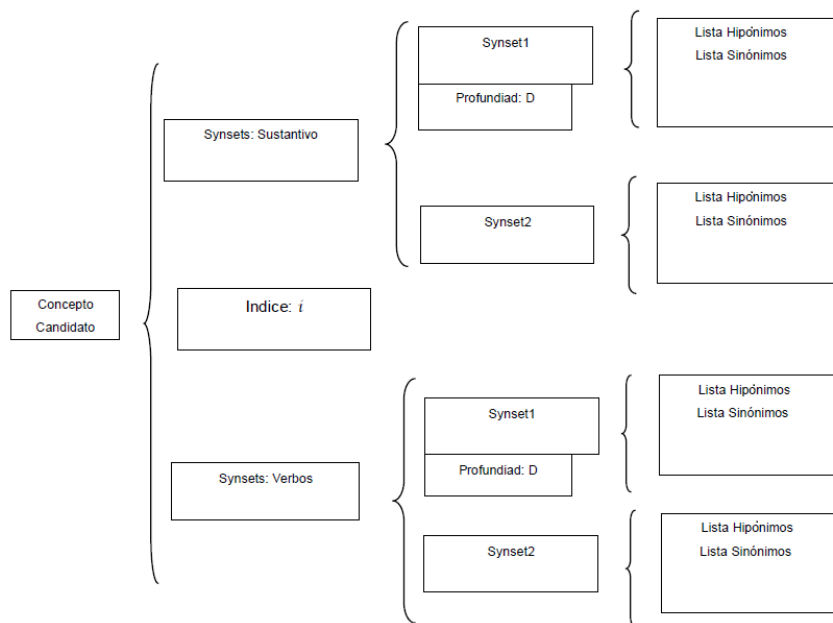 Concepto
Candidato
Synsets: Sustantivo
Indice: i
Synsets: Verbos
Synset1
Profundiad: D
Synset2
Synset1
Profundiad: D
Synset2
Lista Hipónimos
Lista Sinónimos
Lista Hipónimos
Lista Sinónimos
Lista Hipónimos
Lista Sinónimos
Lista Hipónimos
Lista Sinónimos